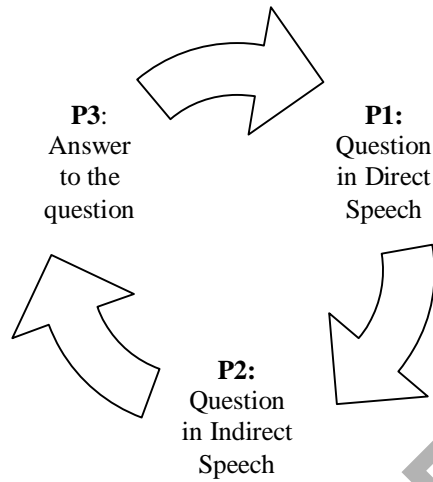 P3:
Answer
to the
question
P1:
Question
in Direct
Speech
P2:
Question
in Indirect
Speech